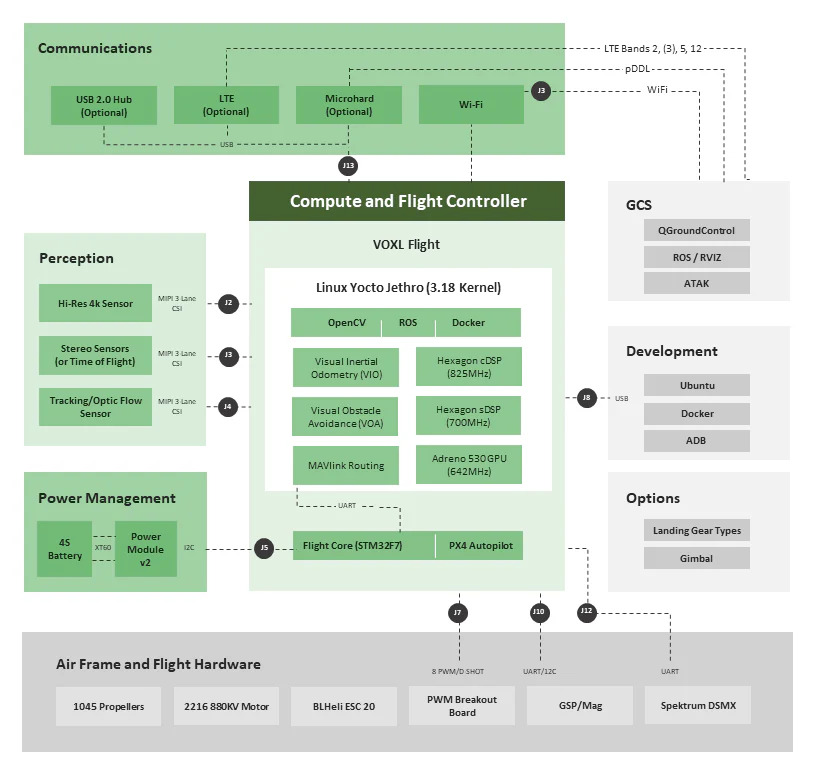 Communications
LTE Bands 2, (3), 5, 12
pDDL
WiFi
J3
USB 2.0 Hub
(Optional)
LTE
(Optional)
Microhard
(Optional)
Wi-Fi
USB
J13
Compute and Flight Controller
VOXL Flight
Linux Yocto Jethro (3.18 Kernel)
OpenCV
ROS
Docker
Visual Inertial
Odometry (VIO)
Hexagon cDSP
(825MHz)
Visual Obstacle
Avoidance (VOA)
Hexagon sDSP
(700MHz)
MAVlink Routing
Adreno 530 GPU
(642MHz)
UART
Flight Core (STM32F7)
PX4 Autopilot
Perception
Hi-Res 4k Sensor
MIPI 3 Lane
CSI
J2
Stereo Sensors
(or Time of Flight)
MIPI 3 Lane
CSI
J3
Tracking/Optic Flow
Sensor
MIPI 3 Lane
CSI
J4
Power Management
4S
Battery
XT60
Power
Module
v2
I2C
J5
GCS
QGroundControl
ROS / RVIZ
ATAK
Development
J8
USB
Ubuntu
Docker
ADB
Options
Landing Gear Types
Gimbal
J7
J10
J12
Air Frame and Flight Hardware
8 PWM/D SHOT
UART/12C
UART
1045 Propellers
2216 880KV Motor
BLHeli ESC 20
PWM Breakout
Board
GSP/Mag
Spektrum DSMX